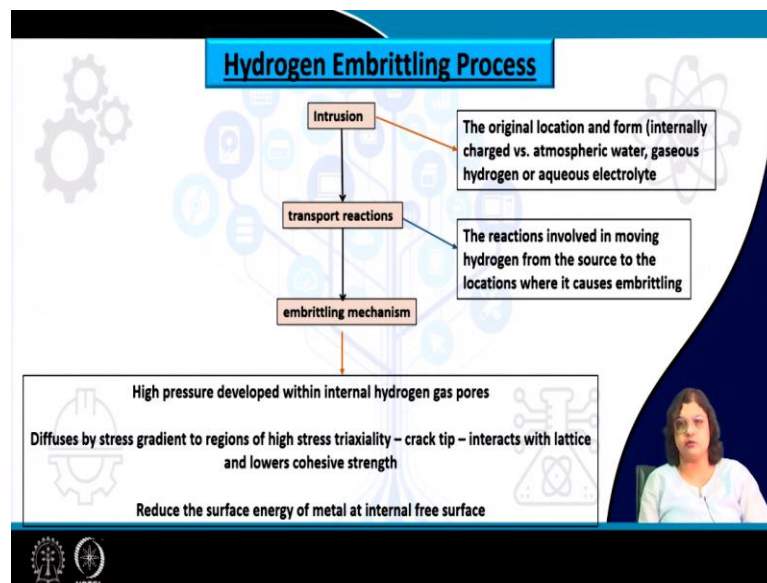 Hydrogen Embrittling Process
Intrusion
The original location and form (internally
charged vs. atmospheric water, gaseous
hydrogen or aqueous electrolyte
transport reactions
The reactions involved in moving
hydrogen from the source to the
locations where it causes embrittling
embrittling mechanism
High pressure developed within internal hydrogen gas pores
Diffuses by stress gradient to regions of high stress triaxiality – crack tip – interacts with lattice
and lowers cohesive strength
Reduce the surface energy of metal at internal free surface